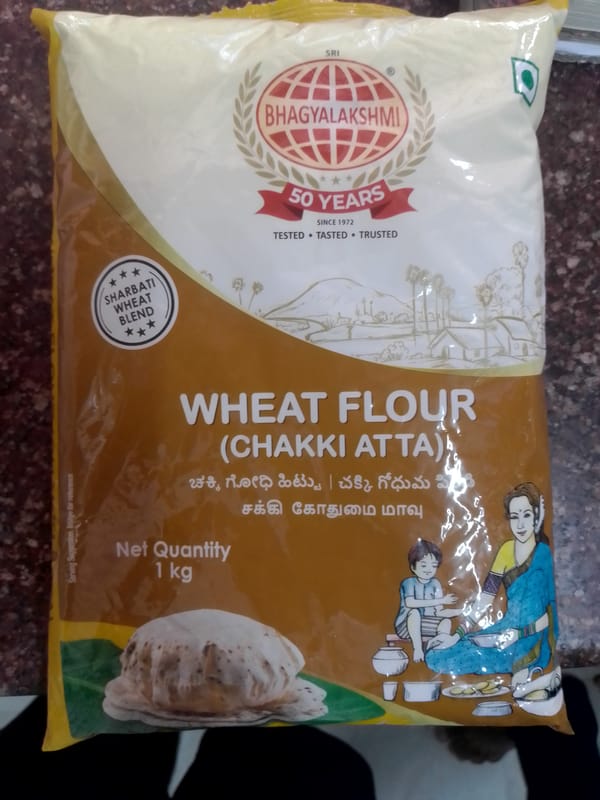 SRI
BHAGYALAKSHMI
®
50 YEARS
SINCE 1972
TESTED • TASTED • TRUSTED
SHARBATI
WHEAT
BLEND
WHEAT FLOUR
(CHAKKI ATTA)
ಚಕ್ಕಿ ಗೋಧಿ ಹಿಟ್ಟು | చక్కి గోధుమ
சக்கி கோதுமை மாவு
Net Quantity
1 kg